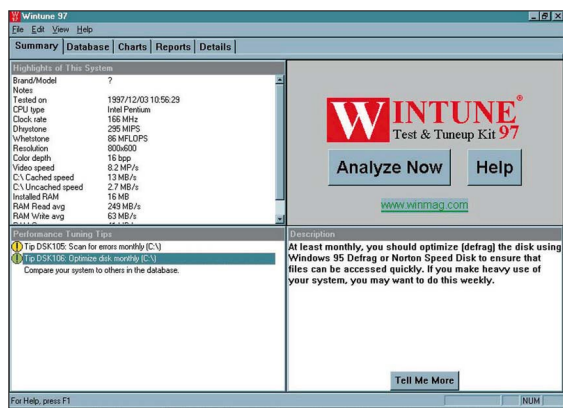 Wintune 97
File Edit View Help
Summary Database Charts Reports Details
Highlights of This System
Brand/Model ?
Notes
Tested on 1997/12/03 10:56:29
CPU type Intel Pentium
Clock rate 166 MHz
Dhrystone 295 MIPS
Whetstone 86 MFLOPS
Resolution 800x600
Color depth 16 bpp
Video speed 8.2 MP/s
C:\ Cached speed 13 MB/s
C:\ Uncached speed 2.7 MB/s
Installed RAM 16 MB
RAM Read avg 249 MB/s
RAM Write avg 63 MB/s
W WINTUNE®
Test & Tuneup Kit 97
Analyze Now Help
www.winmag.com
Performance Tuning Tips
Tip DSK105: Scan for errors monthly (C:\)
Tip DSK106: Optimize disk monthly (C:\)
Compare your system to others in the database.
Description
At least monthly, you should optimize (defrag) the disk using
Windows 95 Defrag or Norton Speed Disk to ensure that
files can be accessed quickly. If you make heavy use of
your system, you may want to do this weekly.
Tell Me More
For Help, press F1
NUM